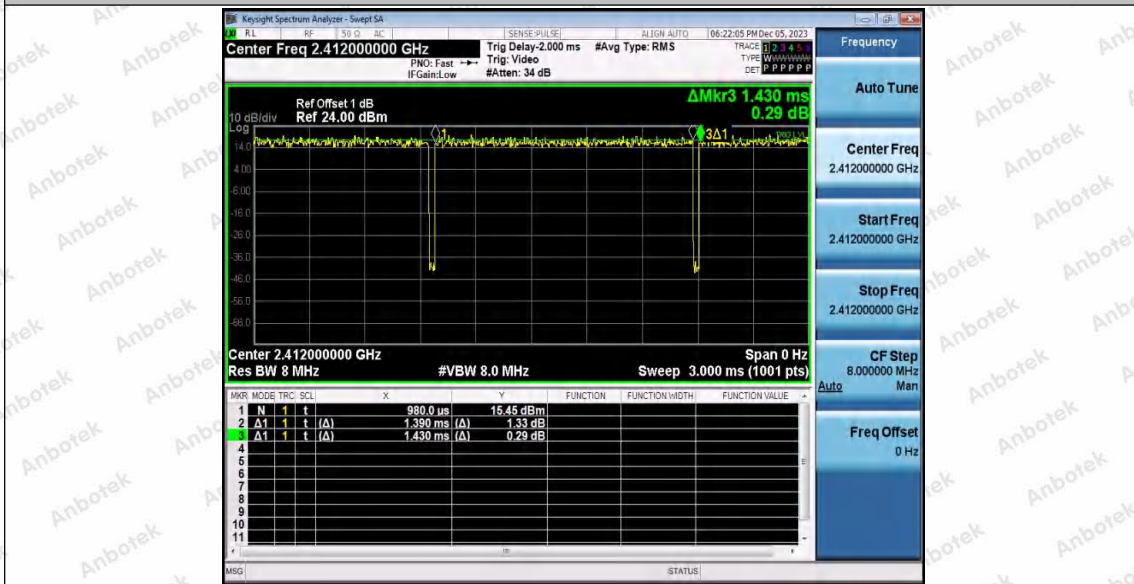 Keysight Spectrum Analyzer - Swept SA
RL RF 50 Ω AC SENSE:PULSE ALIGN AUTO 06:22:05 PM Dec 05, 2023
Center Freq 2.412000000 GHz
PNO: Fast
IFGain:Low
Trig Delay-2.000 ms
Trig: Video
#Atten: 34 dB
#Avg Type: RMS
TRACE 1 2 3 4 5 6
TYPE WWWWWW
DET P P P P P P
ΔMkr3 1.430 ms
0.29 dB
Ref Offset 1 dB
10 dB/div Ref 24.00 dBm
Log
14.0
4.00
-6.00
-16.0
-26.0
-36.0
-46.0
-56.0
-66.0
1
3Δ1
Center 2.412000000 GHz Span 0 Hz
Res BW 8 MHz #VBW 8.0 MHz Sweep 3.000 ms (1001 pts)
MKR MODE TRC SCL X Y FUNCTION FUNCTION WIDTH FUNCTION VALUE
1 N 1 t 980.0 µs 15.45 dBm
2 Δ1 1 t (Δ) 1.390 ms (Δ) 1.33 dB
3 Δ1 1 t (Δ) 1.430 ms (Δ) 0.29 dB
4
5
6
7
8
9
10
11
MSG STATUS
Frequency
Auto Tune
Center Freq
2.412000000 GHz
Start Freq
2.412000000 GHz
Stop Freq
2.412000000 GHz
CF Step
8.000000 MHz
Auto Man
Freq Offset
0 Hz
Anbotek